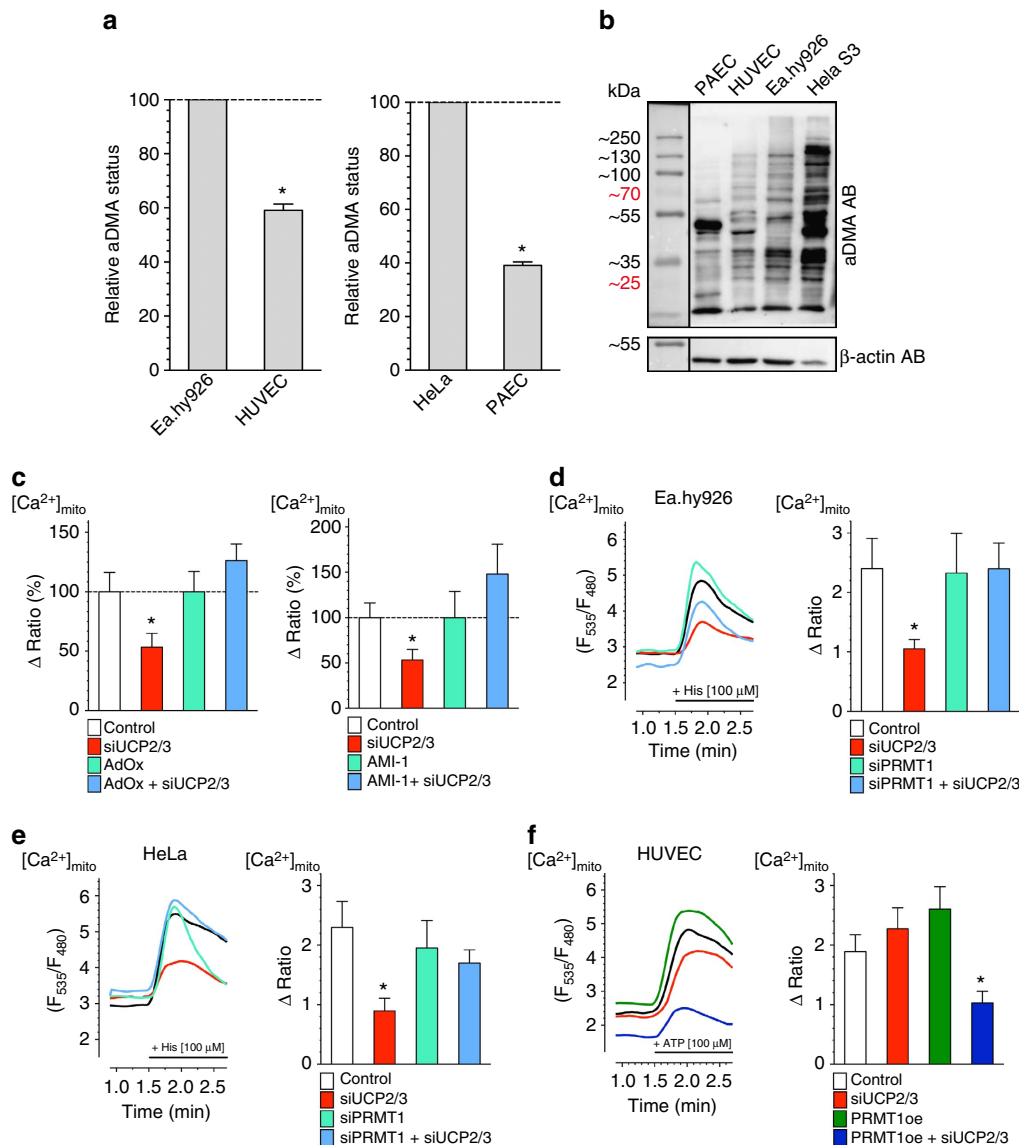 a
Relative aDMA status
100
80
60
40
20
0
*
Ea.hy926
HUVEC
Relative aDMA status
100
80
60
40
20
0
*
HeLa
PAEC
b
PAEC
HUVEC
Ea.hy926
Hela S3
kDa
~250
~130
~100
~70
~55
~35
~25
aDMA AB
~55
β-actin AB
c
[Ca²⁺]mito
Δ Ratio (%)
150
100
50
0
*
Control
siUCP2/3
AdOx
AdOx + siUCP2/3
[Ca²⁺]mito
Δ Ratio (%)
200
150
100
50
0
*
Control
siUCP2/3
AMI-1
AMI-1+ siUCP2/3
d
Ea.hy926
[Ca²⁺]mito
(F535/F480)
6
5
4
3
2
+ His [100 μM]
1.0 1.5 2.0 2.5
Time (min)
[Ca²⁺]mito
Δ Ratio
3
2
1
0
*
Control
siUCP2/3
siPRMT1
siPRMT1 + siUCP2/3
e
HeLa
[Ca²⁺]mito
(F535/F480)
6
5
4
3
2
+ His [100 μM]
1.0 1.5 2.0 2.5
Time (min)
[Ca²⁺]mito
Δ Ratio
3
2
1
0
*
Control
siUCP2/3
siPRMT1
siPRMT1 + siUCP2/3
f
HUVEC
[Ca²⁺]mito
(F535/F480)
6
5
4
3
2
+ ATP [100 μM]
1.0 1.5 2.0 2.5
Time (min)
[Ca²⁺]mito
Δ Ratio
3
2
1
0
*
Control
siUCP2/3
PRMT1oe
PRMT1oe + siUCP2/3